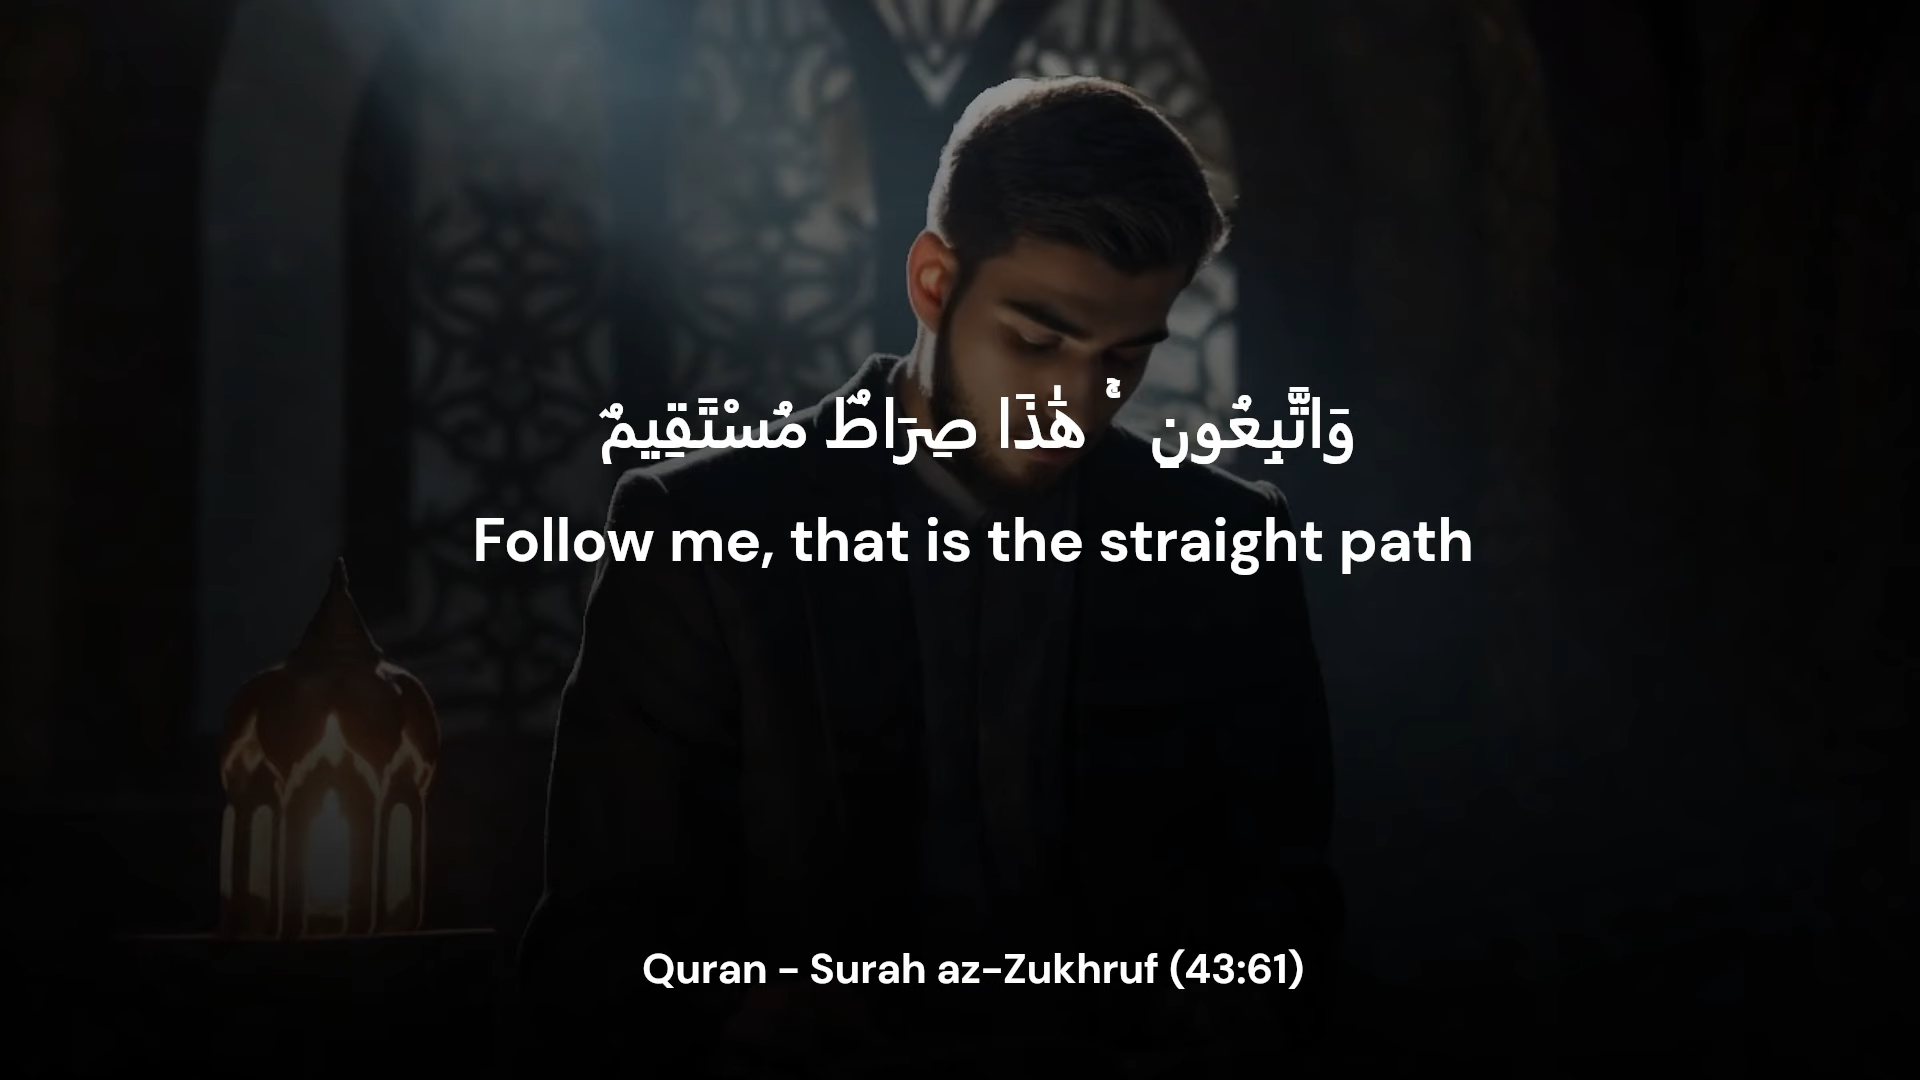 وَاتَّبِعُونِ ۚ هَٰذَا صِرَاطٌ مُسْتَقِيمٌ
Follow me, that is the straight path
Quran - Surah az-Zukhruf (43:61)